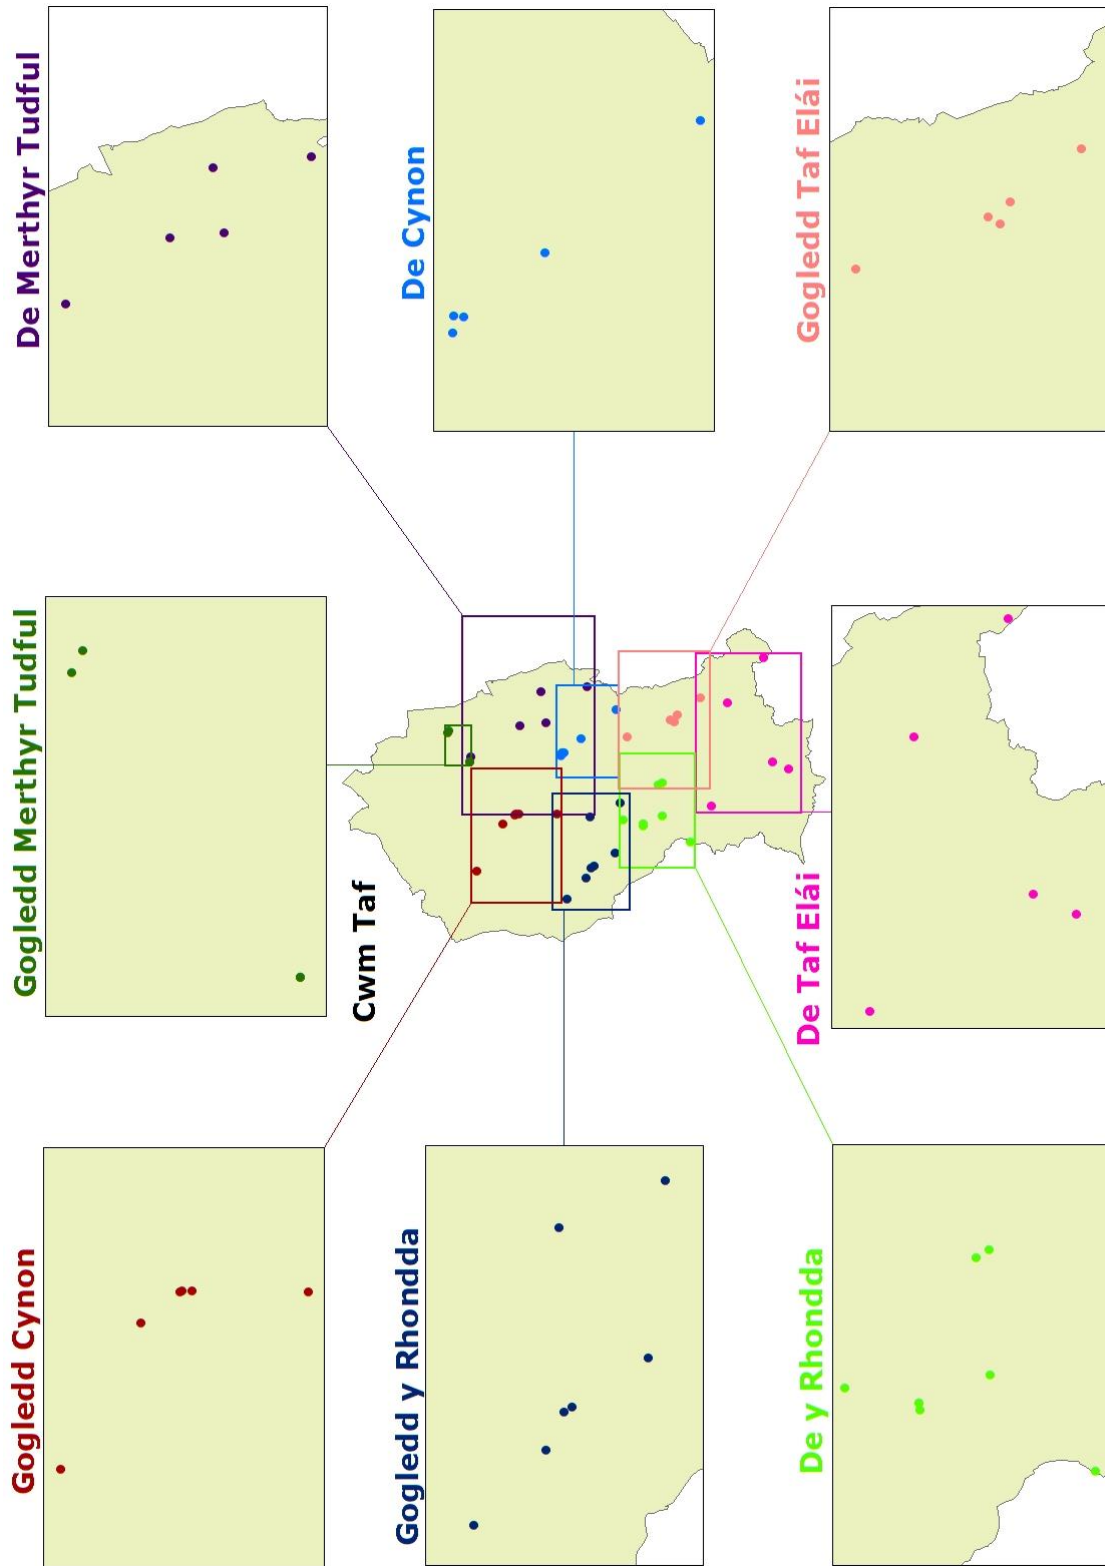 Gogledd Cynon
Gogledd Merthyr Tudful
De Merthyr Tudful
Cwm Taf
Gogledd y Rhondda
De Cynon
De y Rhondda
De Taf Elái
Gogledd Taf Elái